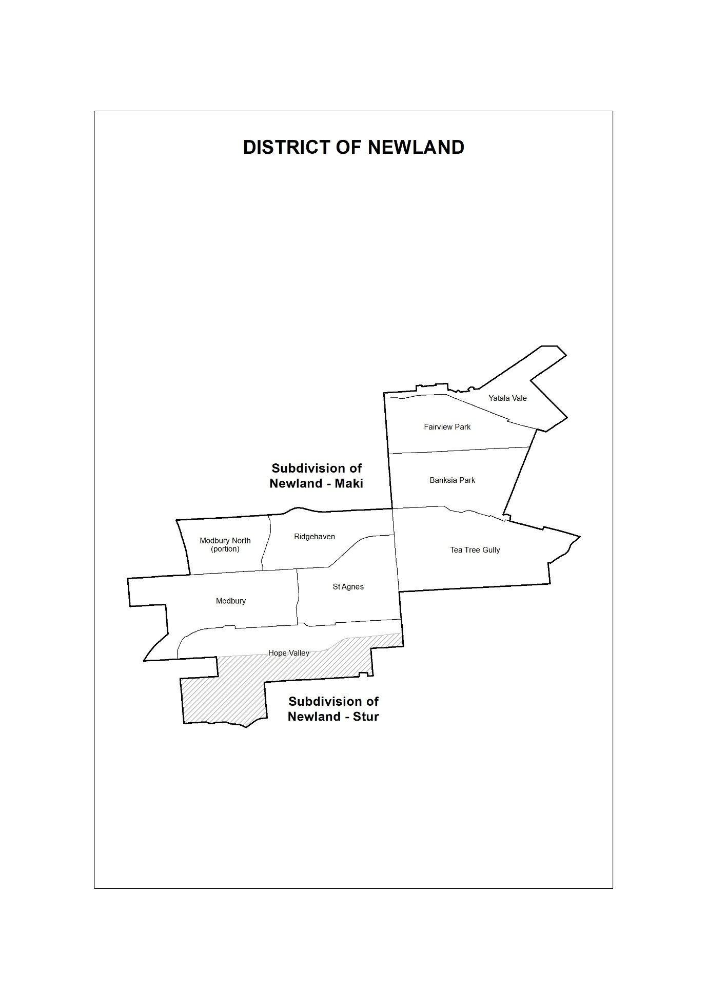 DISTRICT OF NEWLAND
Yatala Vale
Fairview Park
Subdivision of
Newland - Maki
Banksia Park
Modbury North
(portion)
Ridgehaven
Tea Tree Gully
St Agnes
Modbury
Hope Valley
Subdivision of
Newland - Stur